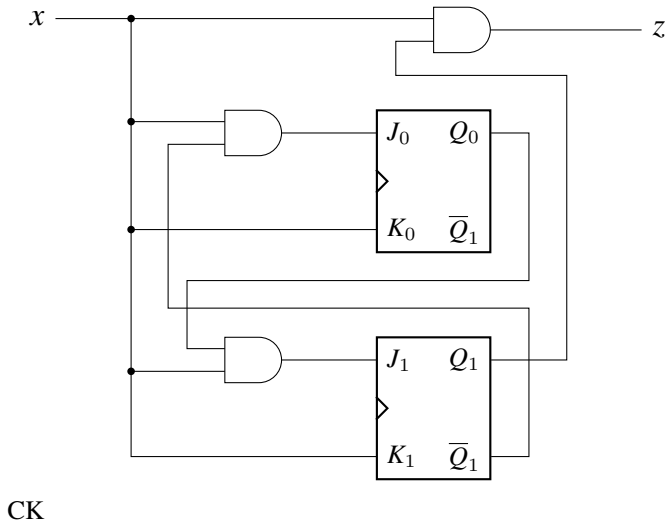 x
z
J₀ Q₀
K₀ Q̅₁
J₁ Q₁
K₁ Q̅₁
CK